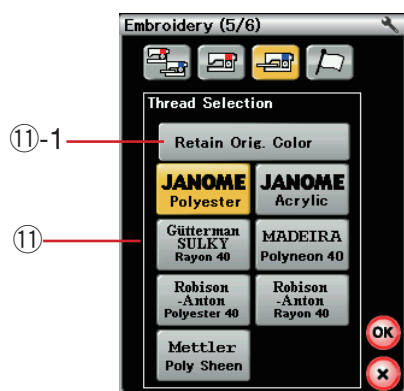 Embroidery (5/6)
Thread Selection
⑪-1
Retain Orig. Color
JANOME
Polyester
JANOME
Acrylic
⑪
Gütterman
SULKY
Rayon 40
MADEIRA
Polyneon 40
Robison
-Anton
Polyester 40
Robison
-Anton
Rayon 40
Mettler
Poly Sheen
OK
×